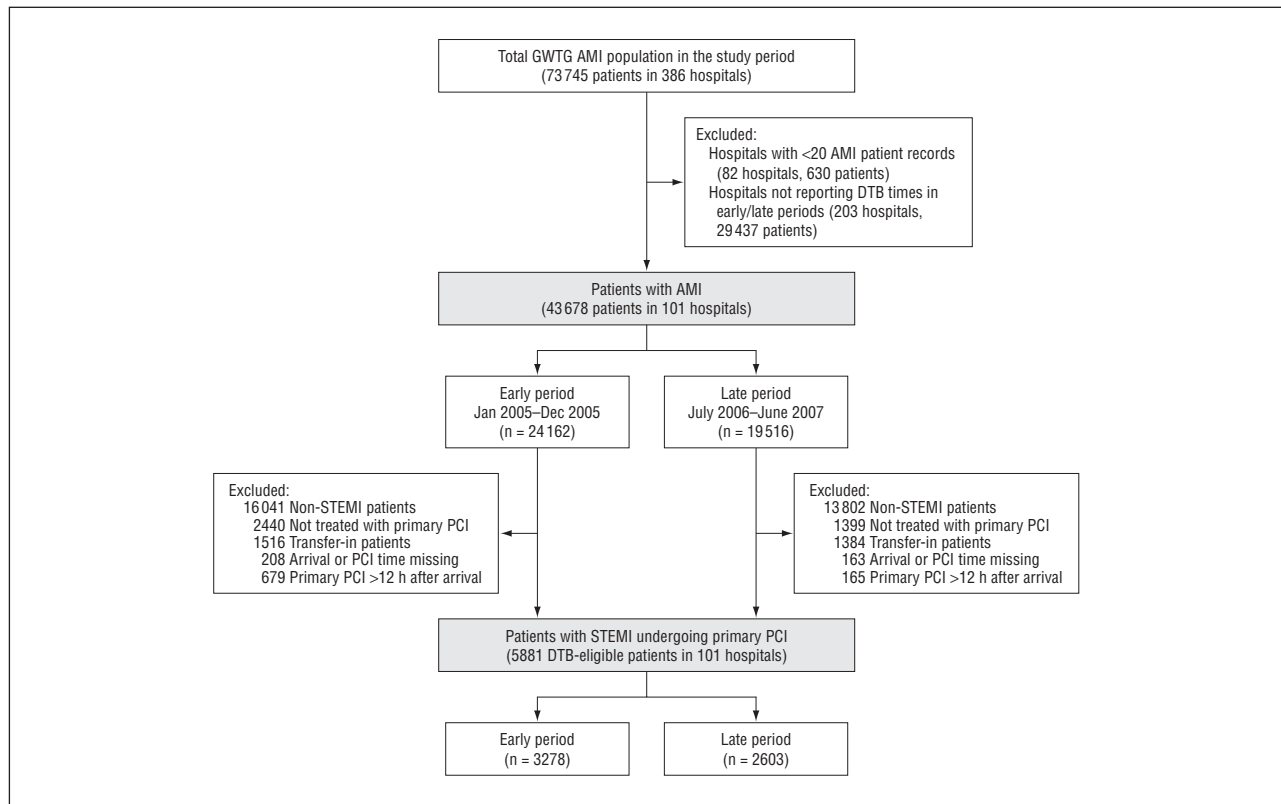 Total GWTG AMI population in the study period
(73 745 patients in 386 hospitals)
Excluded:
Hospitals with <20 AMI patient records
(82 hospitals, 630 patients)
Hospitals not reporting DTB times in
early/late periods (203 hospitals,
29 437 patients)
Patients with AMI
(43 678 patients in 101 hospitals)
Early period
Jan 2005–Dec 2005
(n = 24 162)
Late period
July 2006–June 2007
(n = 19 516)
Excluded:
16 041 Non-STEMI patients
2440 Not treated with primary PCI
1516 Transfer-in patients
208 Arrival or PCI time missing
679 Primary PCI >12 h after arrival
Excluded:
13 802 Non-STEMI patients
1399 Not treated with primary PCI
1384 Transfer-in patients
163 Arrival or PCI time missing
165 Primary PCI >12 h after arrival
Patients with STEMI undergoing primary PCI
(5881 DTB-eligible patients in 101 hospitals)
Early period
(n = 3278)
Late period
(n = 2603)